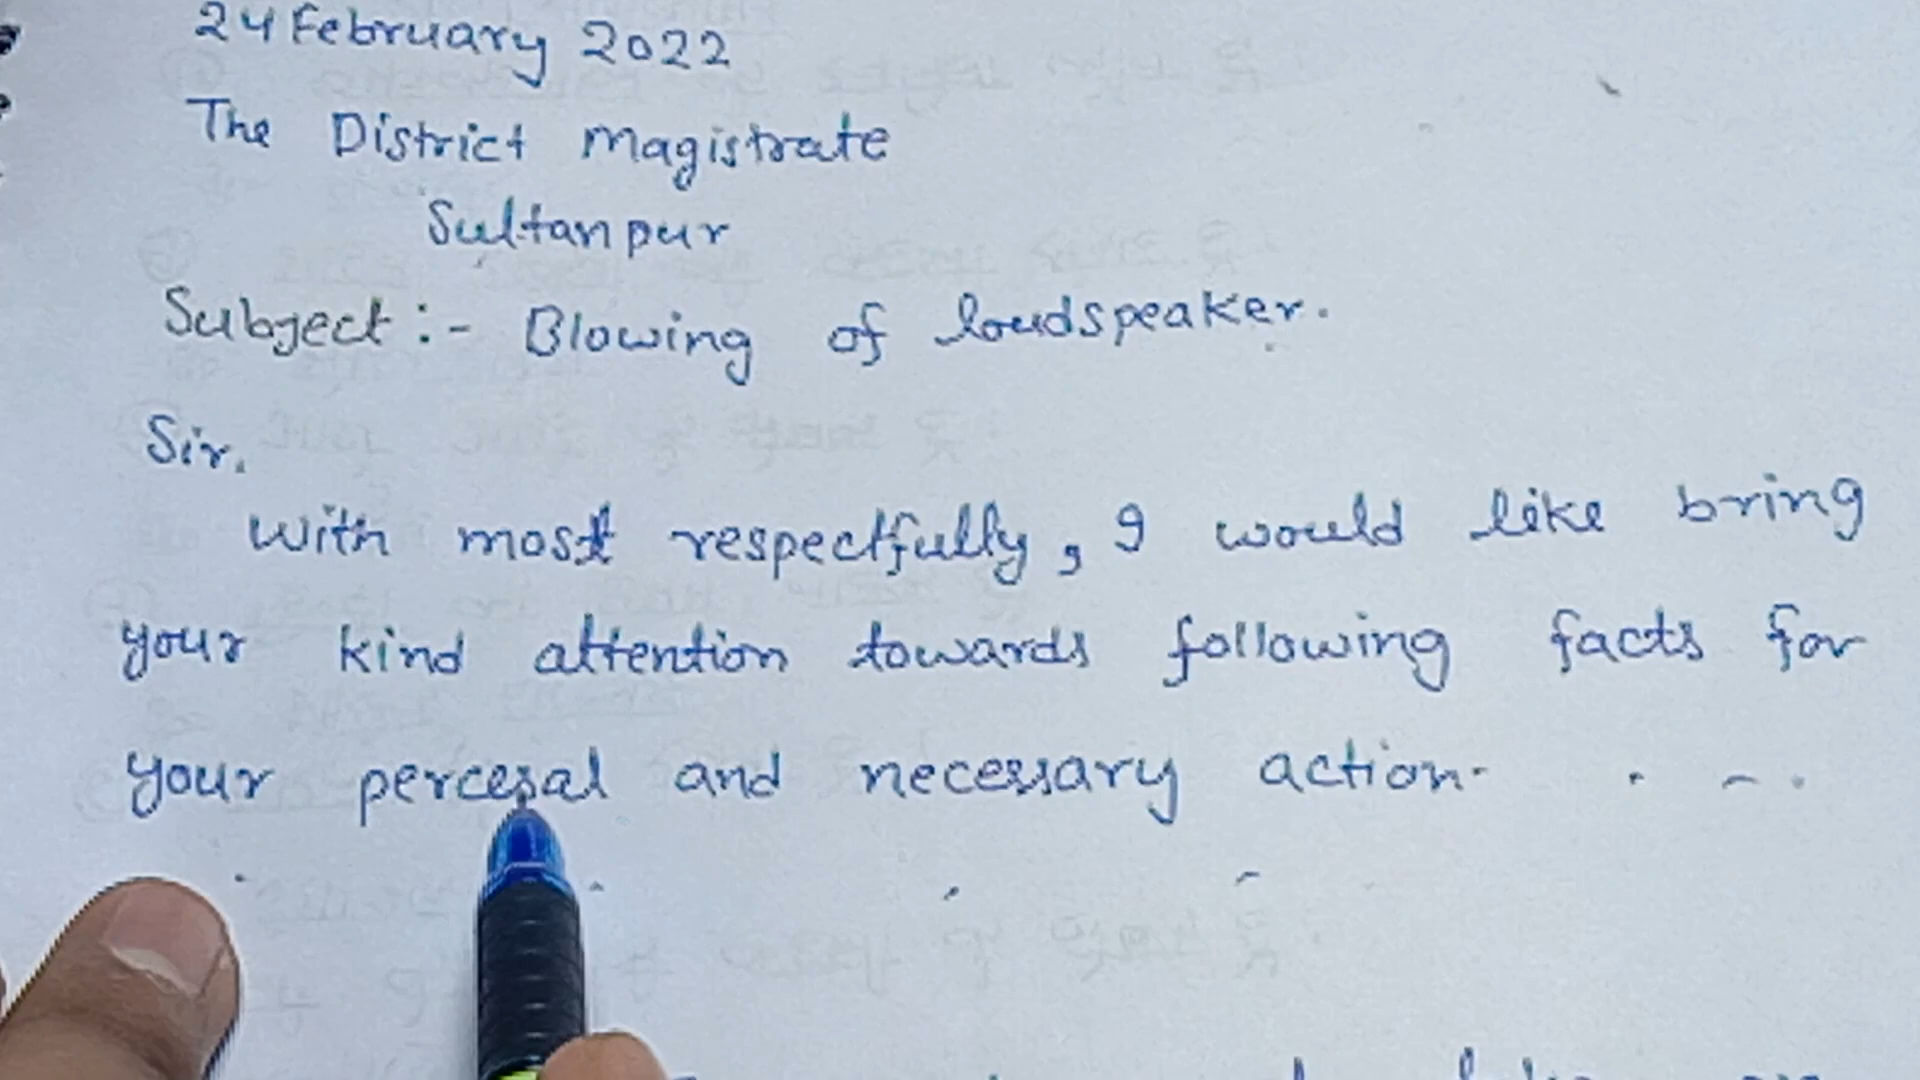 24 February 2022
The District Magistrate
Sultanpur
Subject :- Blowing of loudspeaker.
Sir.
With most respectfully, I would like bring
your kind attention towards following facts for
your percesal and necessary action.